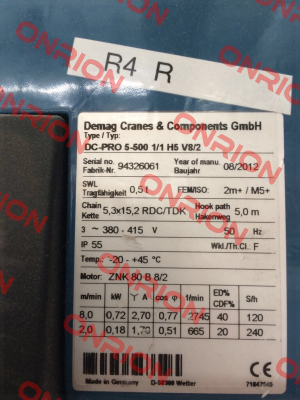 ONRION
R4 R
Demag Cranes & Components GmbH
Type / Typ:
DC-PRO 5-500 1/1 H5 V8/2
Serial no. 94326061 Year of manu. 08/2012
Fabrik-Nr. Baujahr
SWL 0,5 t FEM/ISO: 2m+ / M5+
Tragfähigkeit
Chain 5,3x15,2 RDC/TDK Hook path 5,0 m
Kette Hakenweg
3 ~ 380 - 415 V 50 Hz
IP 55 Wkl./Th.Cl. F
Temp.: -20 - +45 °C
Motor: ZNK 80 B 8/2
m/min kW Y A cos φ 1/min ED% CDF% S/h
8,0 0,72 2,70 0,77 2745 40 120
2,0 0,18 1,70 0,51 665 20 240
CE
Made in Germany D-58300 Wetter